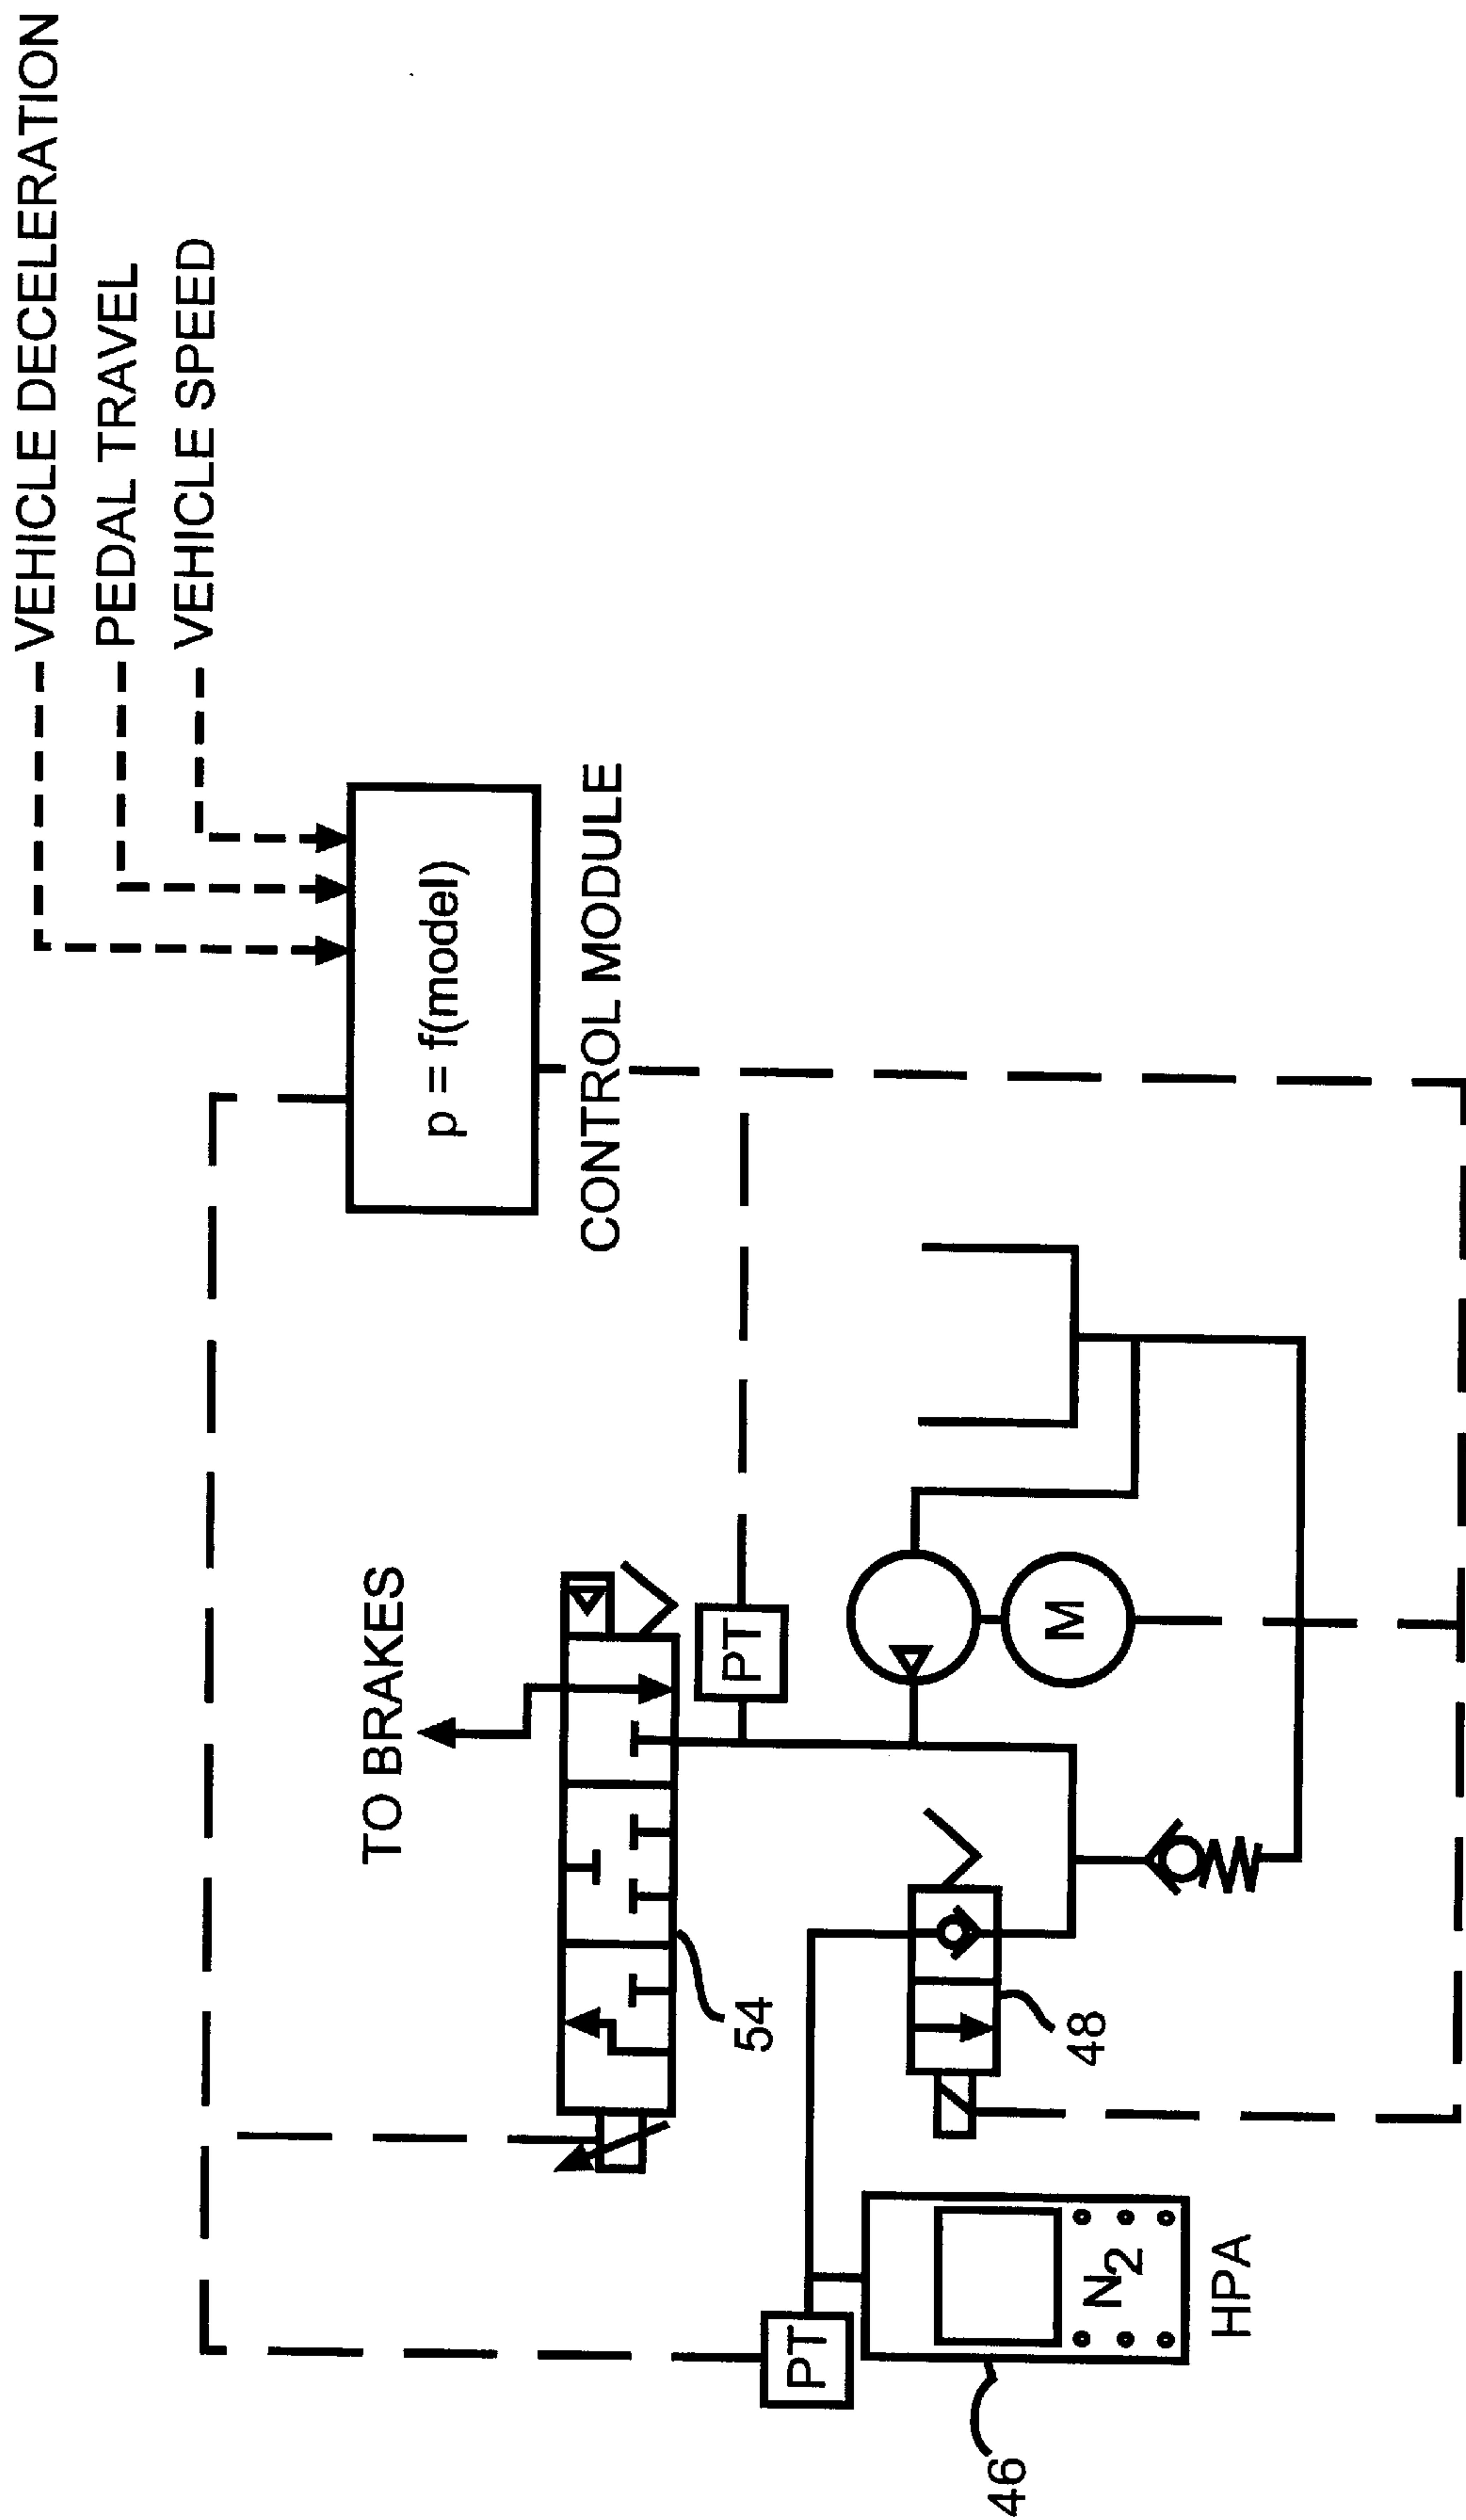 VEHICLE DECELERATION
PEDAL TRAVEL
VEHICLE SPEED
p = f(model)
CONTROL MODULE
TO BRAKES
PT
54
M
48
PT
N2
HPA
46